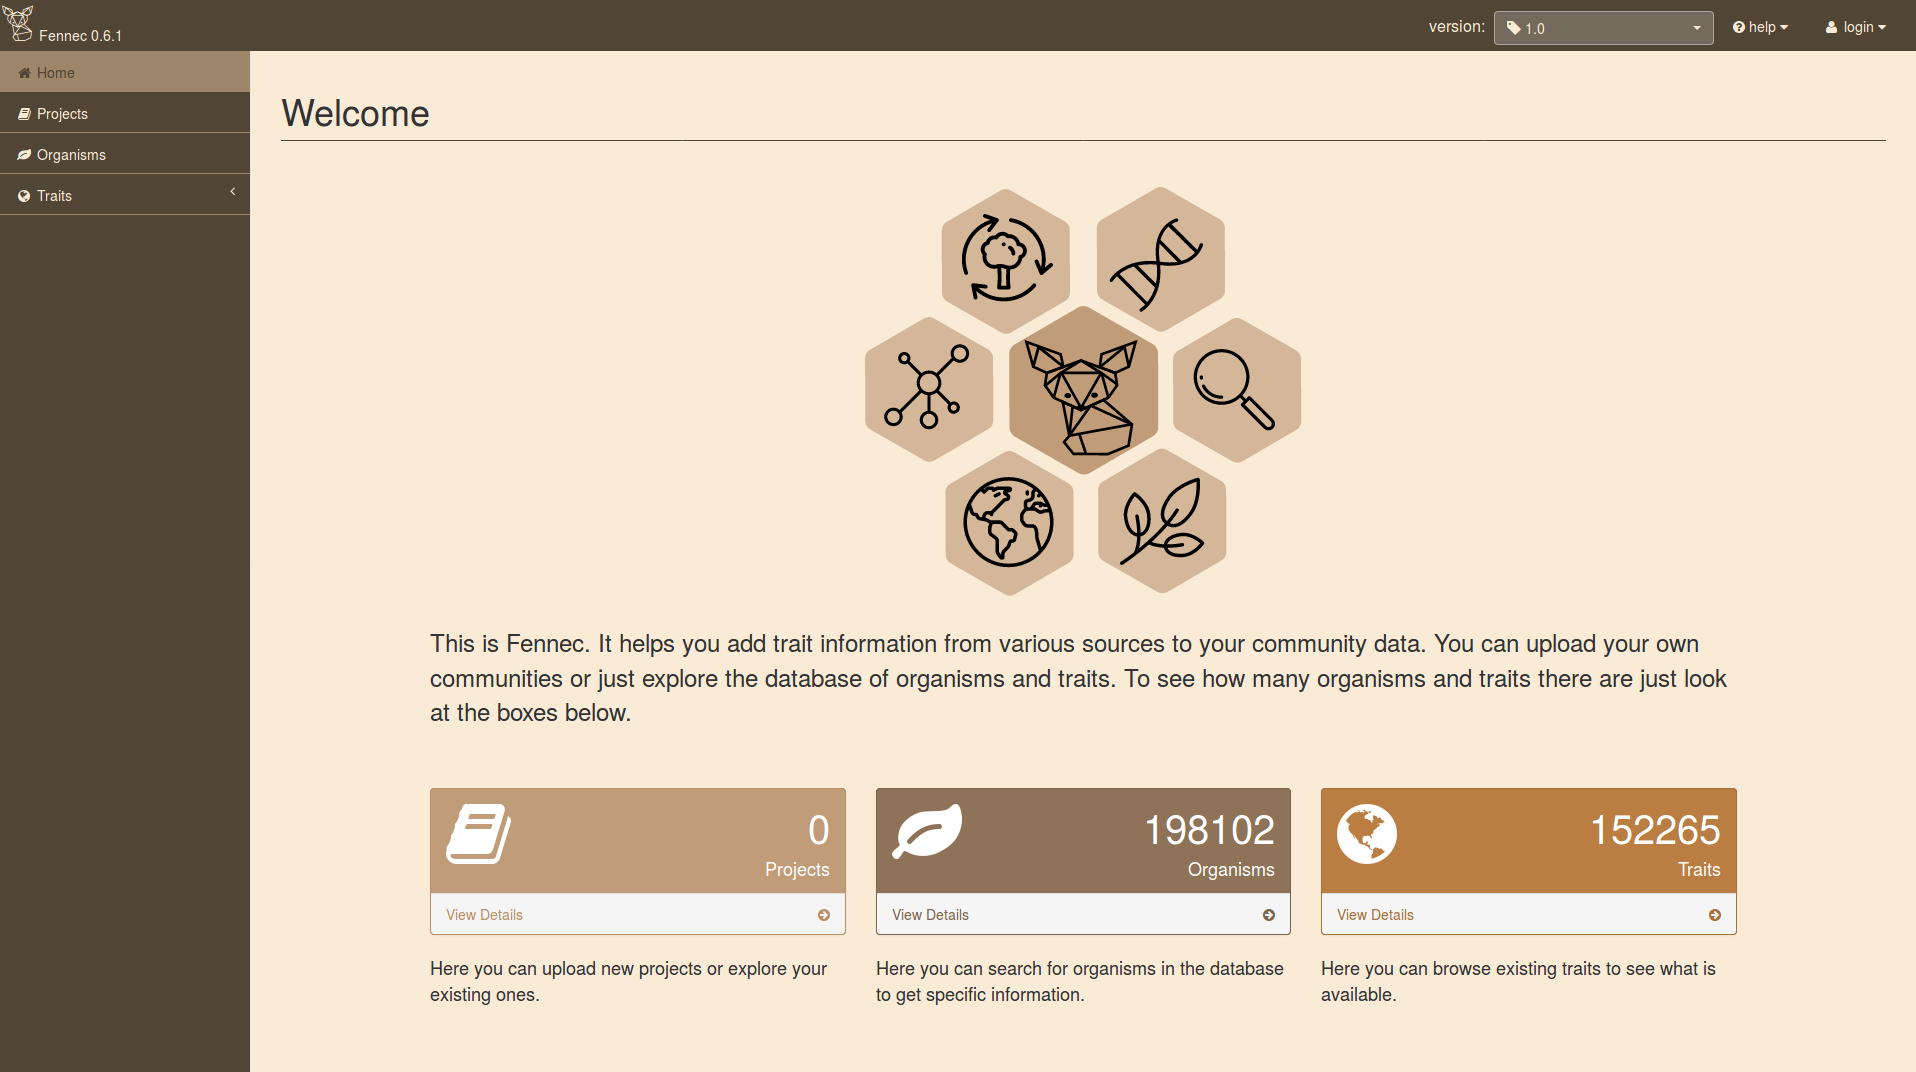 Fennec 0.6.1
version: 1.0 help login
Home
Projects
Organisms
Traits
Welcome
This is Fennec. It helps you add trait information from various sources to your community data. You can upload your own
communities or just explore the database of organisms and traits. To see how many organisms and traits there are just look
at the boxes below.
0
Projects
View Details
Here you can upload new projects or explore your
existing ones.
198102
Organisms
View Details
Here you can search for organisms in the database
to get specific information.
152265
Traits
View Details
Here you can browse existing traits to see what is
available.